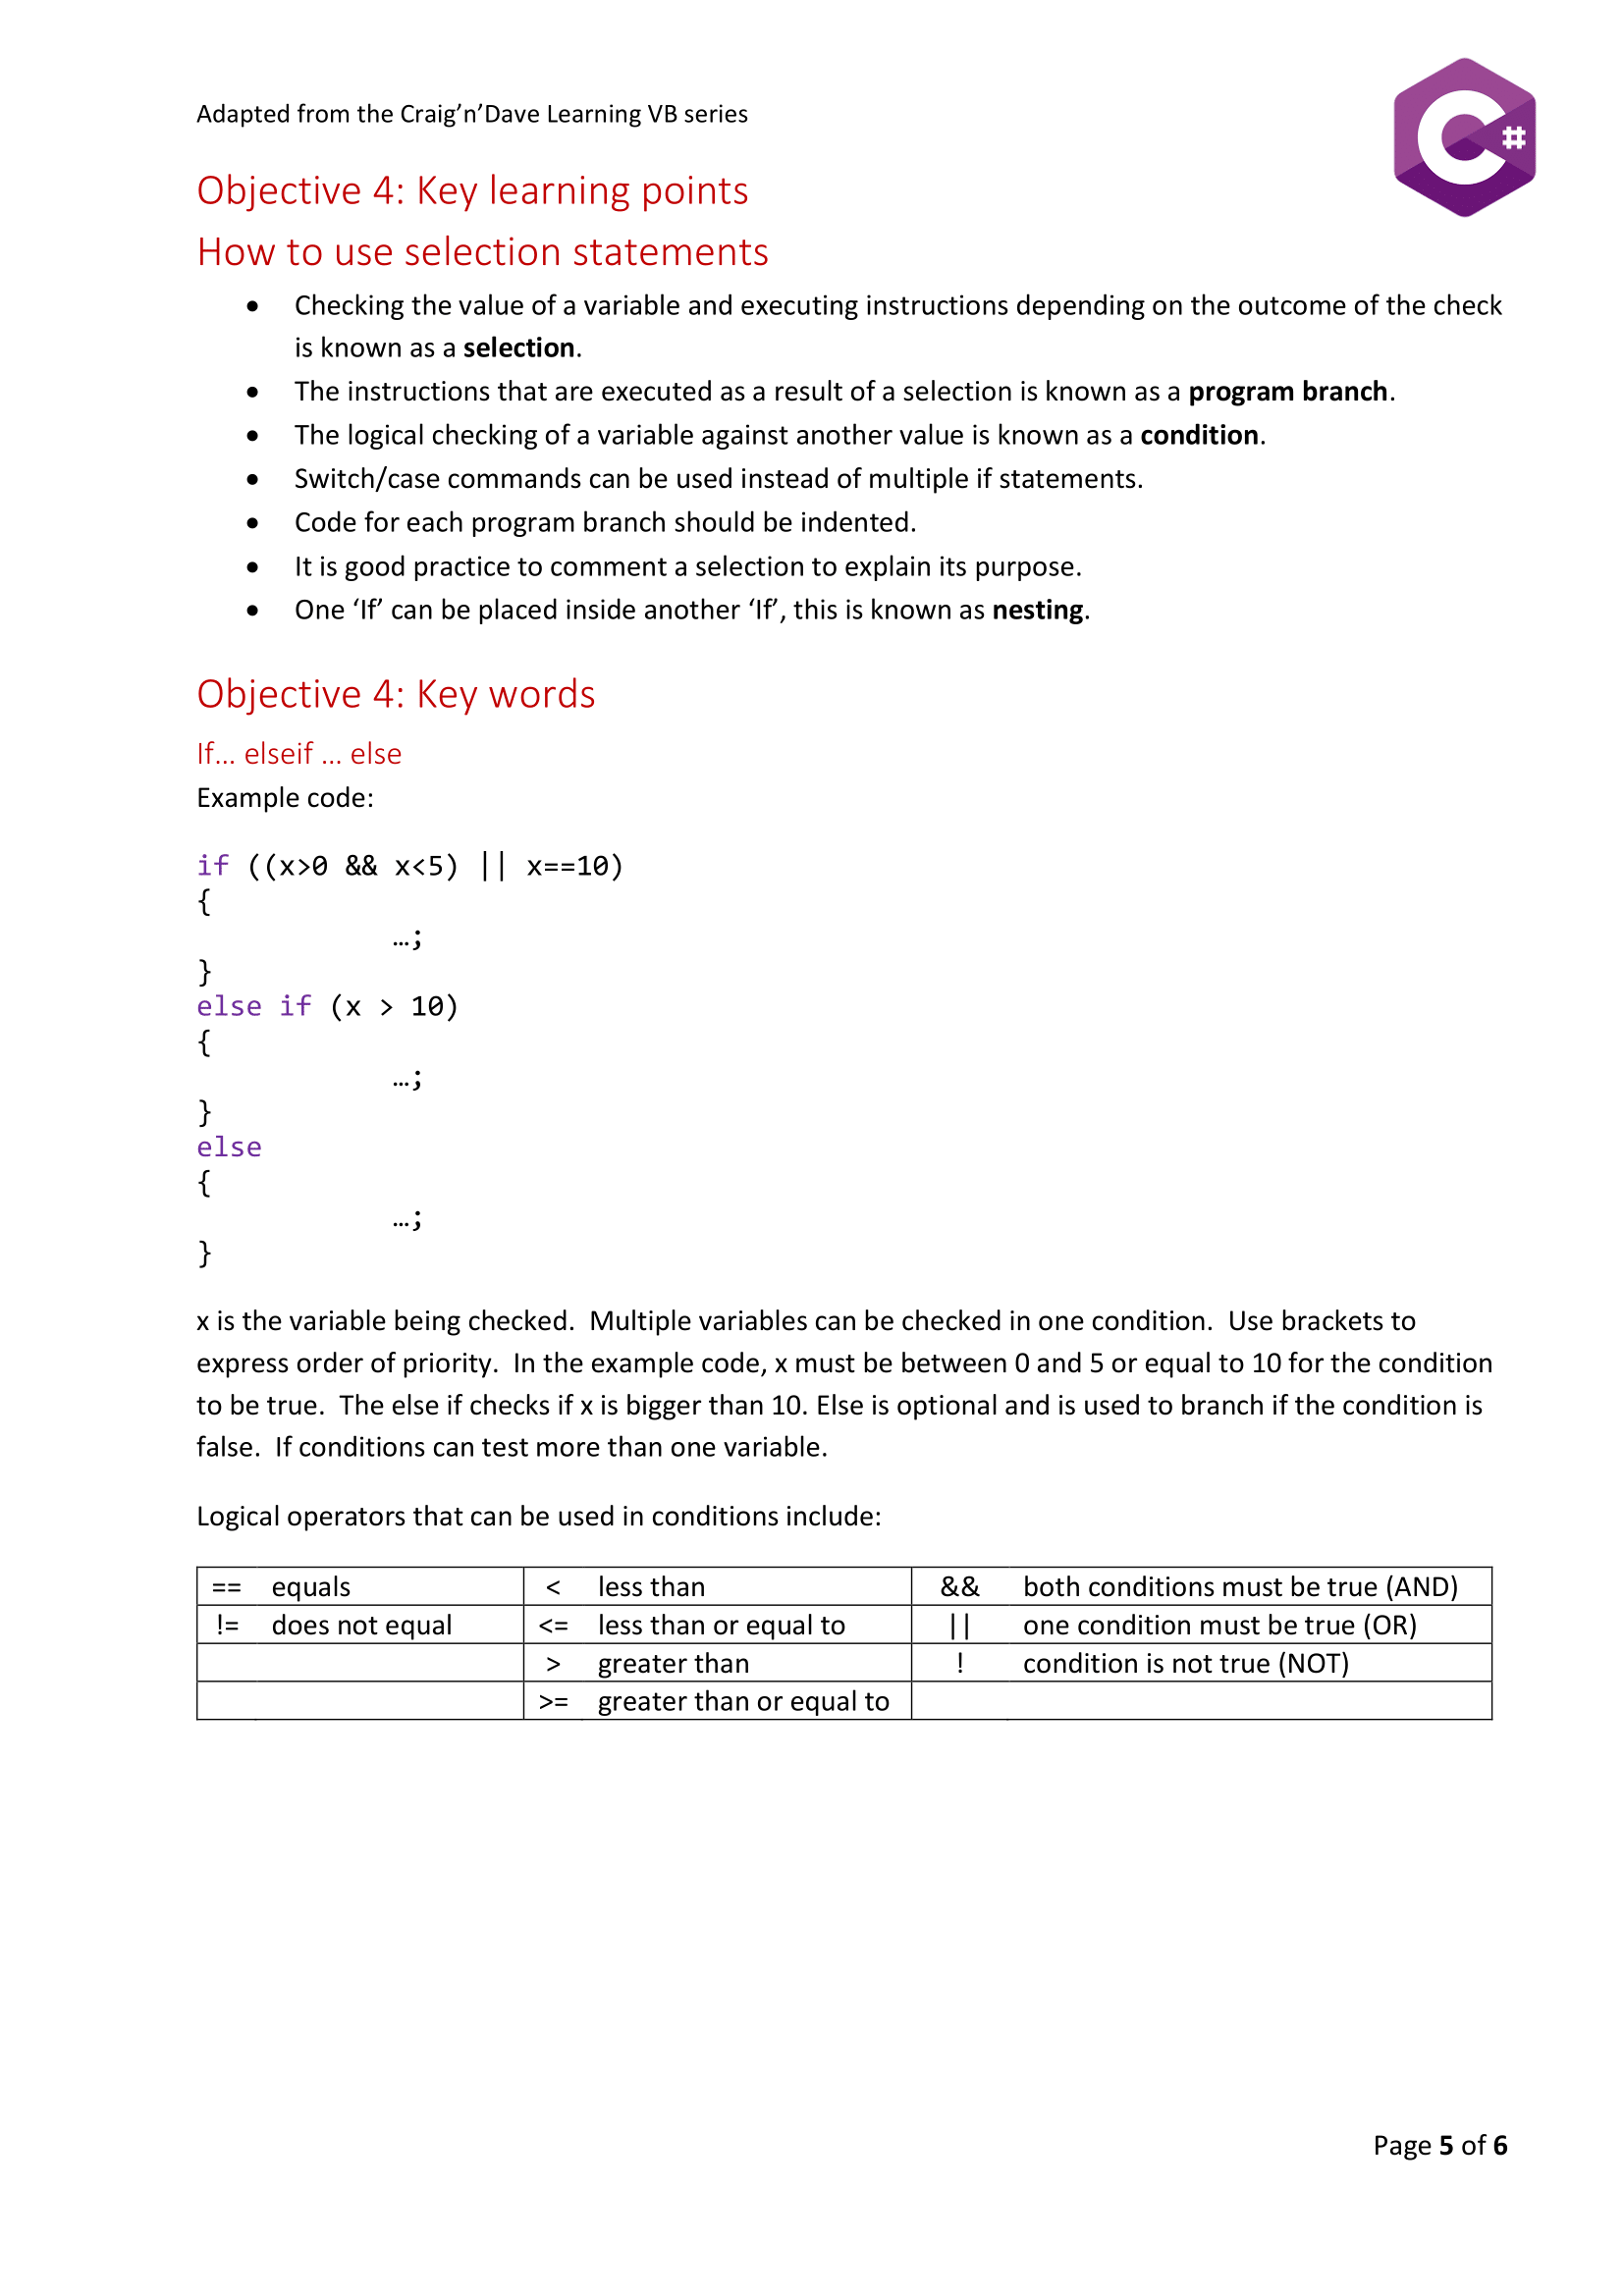 Adapted from the Craig’n’Dave Learning VB series
C#
Objective 4: Key learning points
How to use selection statements
• Checking the value of a variable and executing instructions depending on the outcome of the check
is known as a selection.
• The instructions that are executed as a result of a selection is known as a program branch.
• The logical checking of a variable against another value is known as a condition.
• Switch/case commands can be used instead of multiple if statements.
• Code for each program branch should be indented.
• It is good practice to comment a selection to explain its purpose.
• One ‘If’ can be placed inside another ‘If’, this is known as nesting.
Objective 4: Key words
If… elseif … else
Example code:
if ((x>0 && x<5) || x==10)
{
…;
}
else if (x > 10)
{
…;
}
else
{
…;
}
x is the variable being checked.  Multiple variables can be checked in one condition.  Use brackets to
express order of priority.  In the example code, x must be between 0 and 5 or equal to 10 for the condition
to be true.  The else if checks if x is bigger than 10. Else is optional and is used to branch if the condition is
false.  If conditions can test more than one variable.
Logical operators that can be used in conditions include:
== equals < less than && both conditions must be true (AND)
!= does not equal <= less than or equal to || one condition must be true (OR)
> greater than ! condition is not true (NOT)
>= greater than or equal to
Page 5 of 6